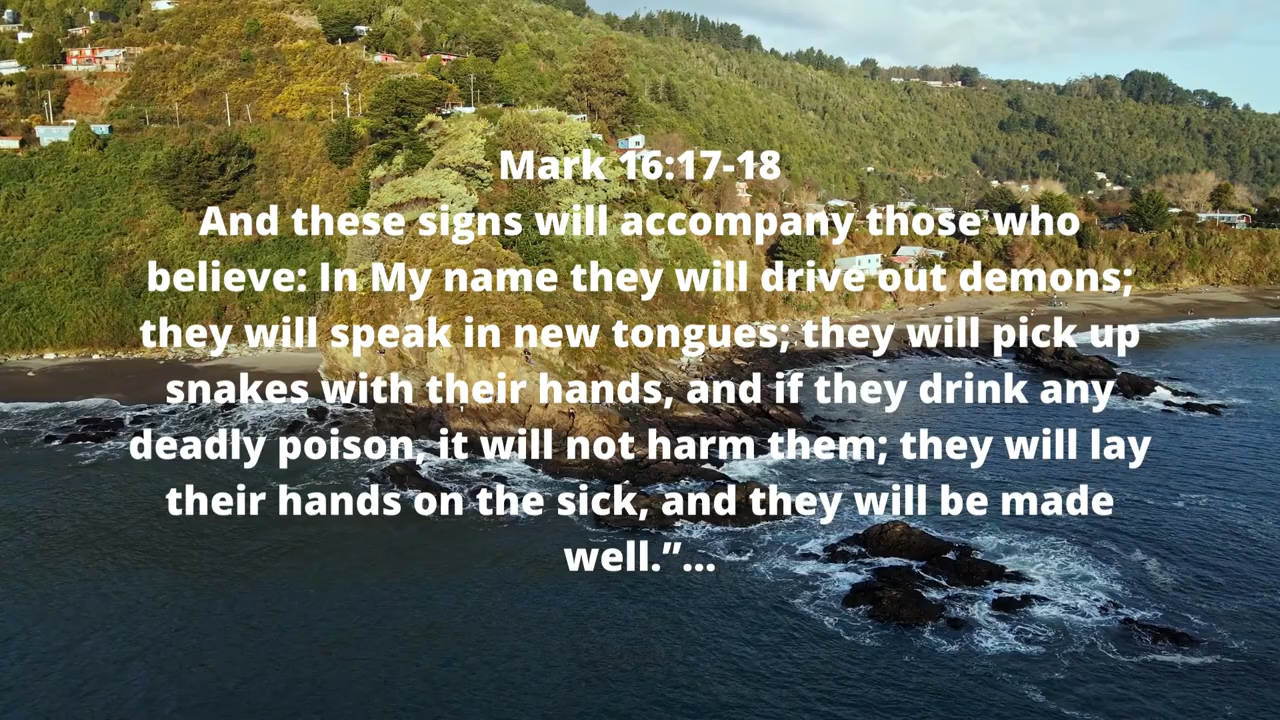 Mark 16:17-18
And these signs will accompany those who
believe: In My name they will drive out demons;
they will speak in new tongues; they will pick up
snakes with their hands, and if they drink any
deadly poison, it will not harm them; they will lay
their hands on the sick, and they will be made
well.”...